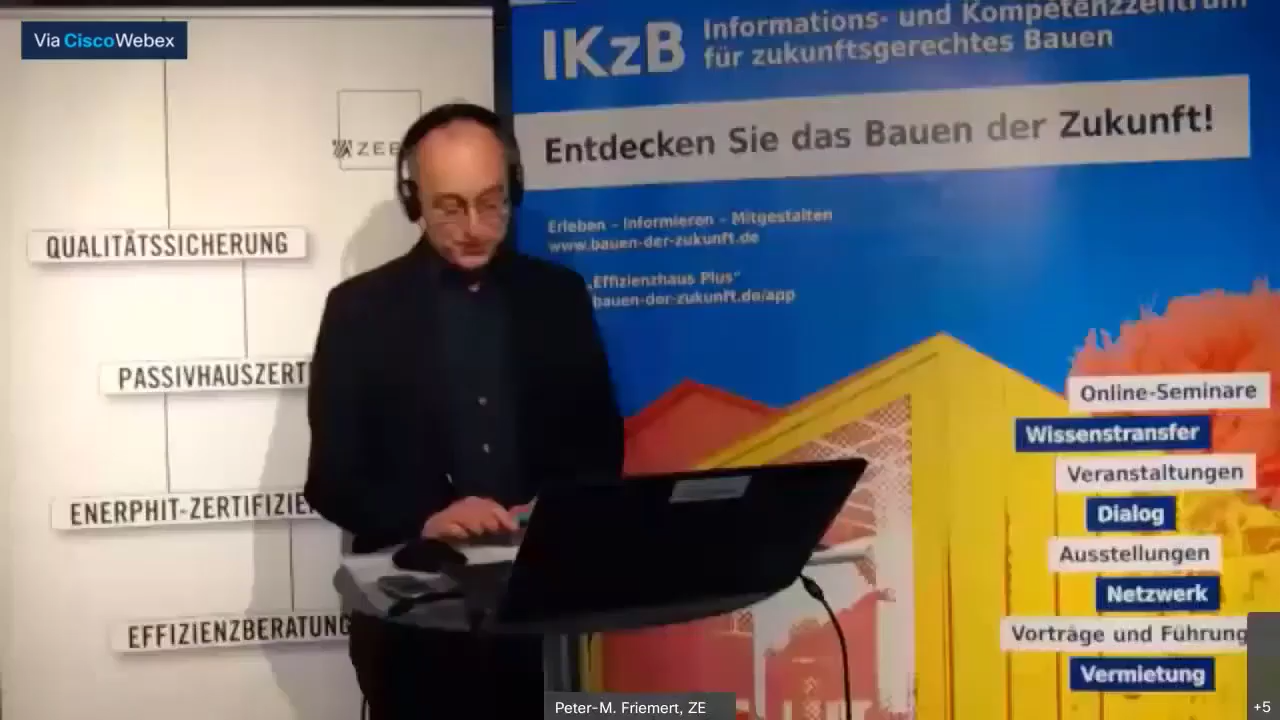 Via CiscoWebex
ZEB
QUALITÄTSSICHERUNG
PASSIVHAUSZERT
ENERPHIT-ZERTIFIZIE
EFFIZIENZBERATUNG
IKzB
Informations- und Kompetenzzentrum
für zukunftsgerechtes Bauen
Entdecken Sie das Bauen der Zukunft!
Erleben – Informieren – Mitgestalten
www.bauen-der-zukunft.de
„Effizienzhaus Plus“
bauen-der-zukunft.de/app
Online-Seminare
Wissenstransfer
Veranstaltungen
Dialog
Ausstellungen
Netzwerk
Vorträge und Führung
Vermietung
Peter-M. Friemert, ZE
+5